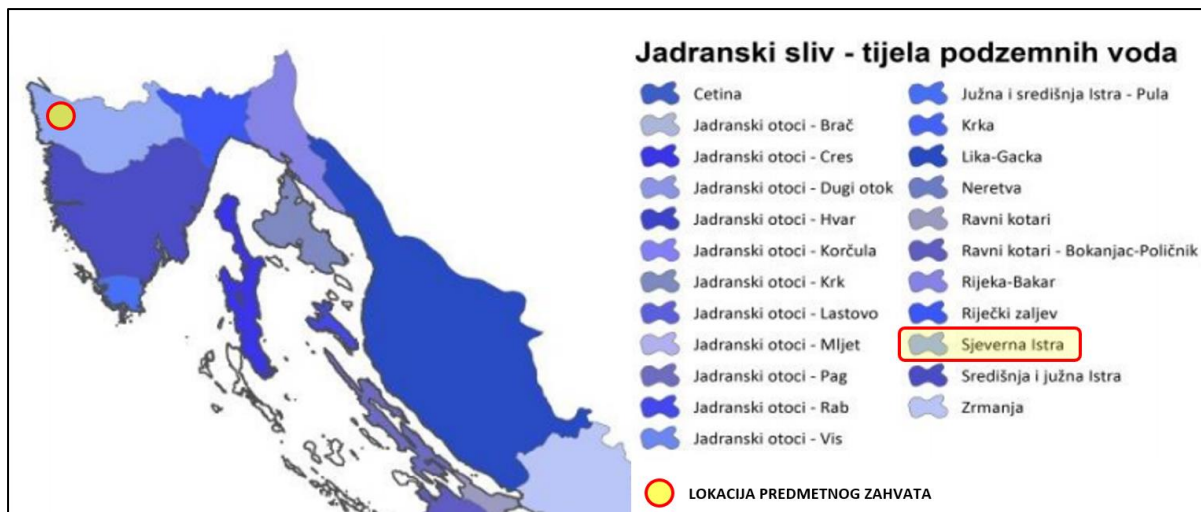 Jadranski sliv - tijela podzemnih voda
Cetina
Jadranski otoci - Brač
Jadranski otoci - Cres
Jadranski otoci - Dugi otok
Jadranski otoci - Hvar
Jadranski otoci - Korčula
Jadranski otoci - Krk
Jadranski otoci - Lastovo
Jadranski otoci - Mljet
Jadranski otoci - Pag
Jadranski otoci - Rab
Jadranski otoci - Vis
Južna i središnja Istra - Pula
Krka
Lika-Gacka
Neretva
Ravni kotari
Ravni kotari - Bokanjac-Poličnik
Rijeka-Bakar
Riječki zaljev
Sjeverna Istra
Središnja i južna Istra
Zrmanja
LOKACIJA PREDMETNOG ZAHVATA